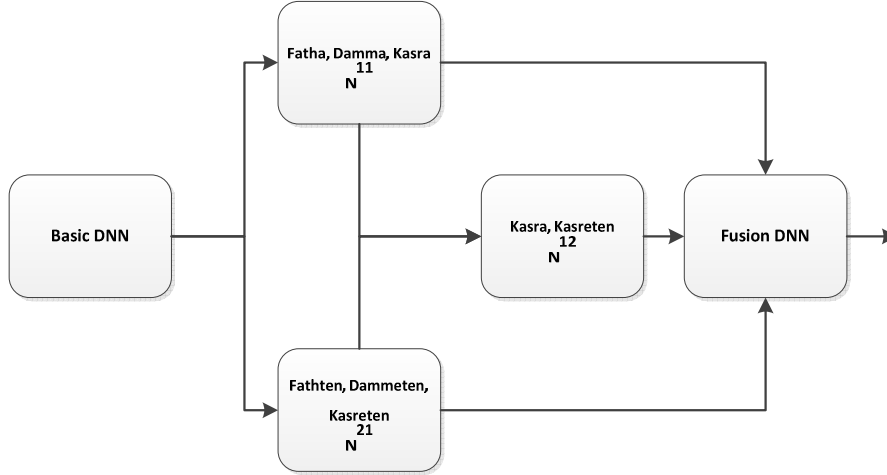 Fatha, Damma, Kasra
11
N
Basic DNN
Kasra, Kasreten
12
N
Fusion DNN
Fathten, Dammeten,
Kasreten
21
N